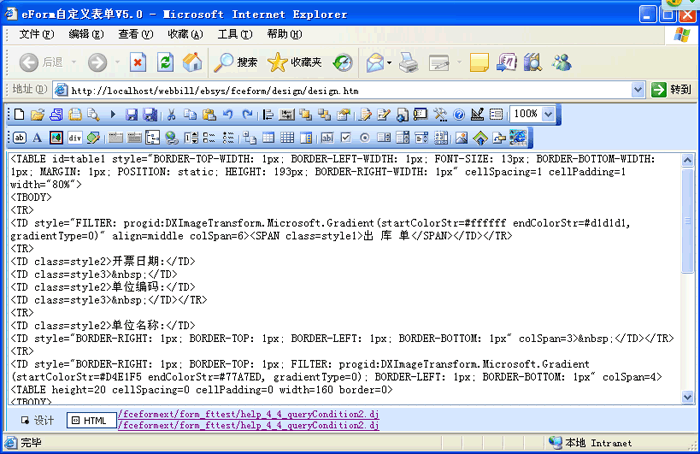 eForm自定义表单V5.0 - Microsoft Internet Explorer
文件(F) 编辑(E) 查看(V) 收藏(A) 工具(T) 帮助(H)
后退 搜索 收藏夹
地址(D) http://localhost/webbill/ebsys/fceform/design/design.htm 转到
100%
ab A div
<TABLE id=table1 style="BORDER-TOP-WIDTH: 1px; BORDER-LEFT-WIDTH: 1px; FONT-SIZE: 13px; BORDER-BOTTOM-WIDTH:
1px; MARGIN: 1px; POSITION: static; HEIGHT: 193px; BORDER-RIGHT-WIDTH: 1px" cellSpacing=1 cellPadding=1
width="80%">
<TBODY>
<TR>
<TD style="FILTER: progid:DXImageTransform.Microsoft.Gradient(startColorStr=#ffffff endColorStr=#d1d1d1,
gradientType=0)" align=middle colSpan=6><SPAN class=style1>出 库 单</SPAN></TD></TR>
<TR>
<TD class=style2>开票日期:</TD>
<TD class=style3>&nbsp;</TD>
<TD class=style2>单位编码:</TD>
<TD class=style3>&nbsp;</TD></TR>
<TR>
<TD class=style2>单位名称:</TD>
<TD style="BORDER-RIGHT: 1px; BORDER-TOP: 1px; BORDER-LEFT: 1px; BORDER-BOTTOM: 1px" colSpan=3>&nbsp;</TD></TR>
<TR>
<TD style="BORDER-RIGHT: 1px; BORDER-TOP: 1px; FILTER: progid:DXImageTransform.Microsoft.Gradient
(startColorStr=#D4E1F5 endColorStr=#77A7ED, gradientType=0); BORDER-LEFT: 1px; BORDER-BOTTOM: 1px" colSpan=4>
<TABLE height=20 cellSpacing=0 cellPadding=0 width=160 border=0>
<TBODY>
设计 HTML /fceformext/form_fttest/help_4_4_queryCondition2.dj
/fceformext/form_fttest/help_4_4_queryCondition2.dj
完毕 本地 Intranet